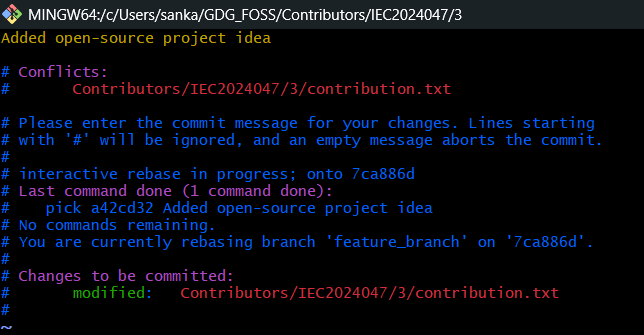 MINGW64:/c/Users/sanka/GDG_FOSS/Contributors/IEC2024047/3
Added open-source project idea

# Conflicts:
#       Contributors/IEC2024047/3/contribution.txt

# Please enter the commit message for your changes. Lines starting
# with '#' will be ignored, and an empty message aborts the commit.
#
# interactive rebase in progress; onto 7ca886d
# Last command done (1 command done):
#    pick a42cd32 Added open-source project idea
# No commands remaining.
# You are currently rebasing branch 'feature_branch' on '7ca886d'.
#
# Changes to be committed:
#       modified:   Contributors/IEC2024047/3/contribution.txt
#
~